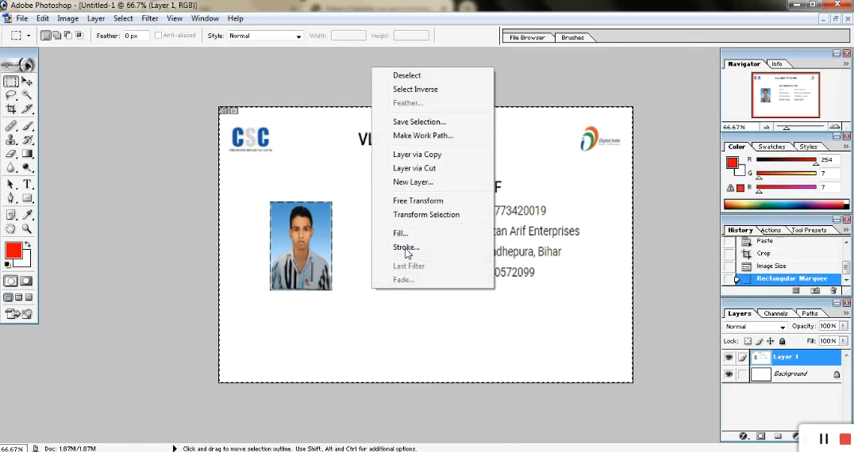 Adobe Photoshop - [Untitled-1 @ 66.7% (Layer 1, RGB)]
File Edit Image Layer Select Filter View Window Help
Feather: 0 px Anti-aliased Style: Normal Width: Height: File Browser Brushes
Deselect
Select Inverse
Feather...
Save Selection...
Make Work Path...
Layer via Copy
Layer via Cut
New Layer...
Free Transform
Transform Selection
Fill...
Stroke...
Last Filter
Fade...
CSC
VL
F
773420019
zan Arif Enterprises
adhepura, Bihar
0572099
Navigator Info
66.67%
Color Swatches Styles
R 254
G 7
B 7
History Actions Tool Presets
Paste
Crop
Image Size
Rectangular Marquee
Layers Channels Paths
Normal Opacity: 100%
Lock: Fill: 100%
Layer 1
Background
66.67% Doc: 1.87M/1.87M Click and drag to move selection outline. Use Shift, Alt and Ctrl for additional options.